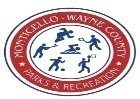 MONTICELLO - WAYNE COUNTY
PARKS & RECREATION